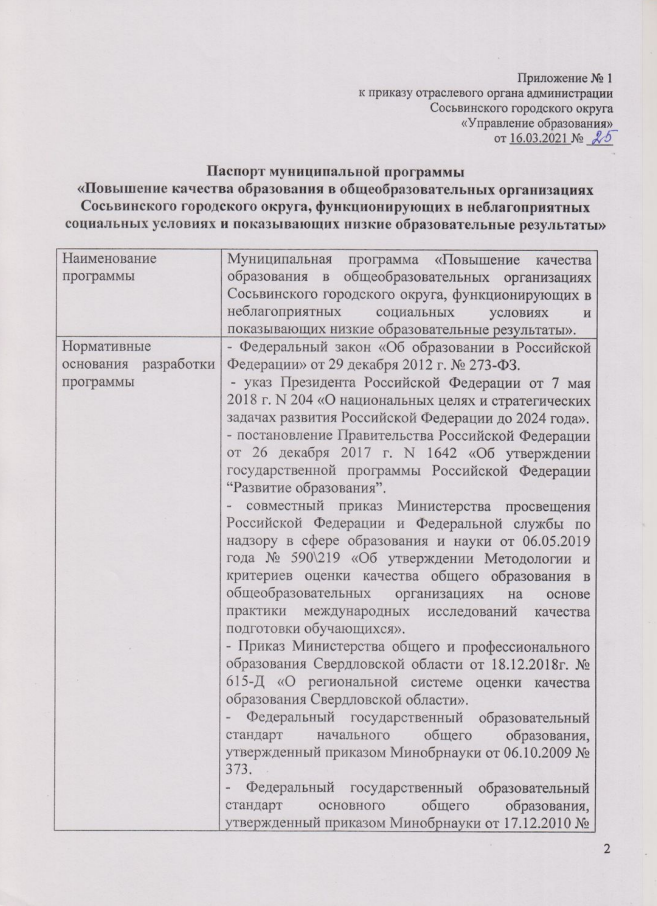 Приложение № 1
к приказу отраслевого органа администрации
Сосьвинского городского округа
«Управление образования»
от 16.03.2021 № 25
Паспорт муниципальной программы
«Повышение качества образования в общеобразовательных организациях
Сосьвинского городского округа, функционирующих в неблагоприятных
социальных условиях и показывающих низкие образовательные результаты»
Наименование
программы
Муниципальная программа «Повышение качества
образования в общеобразовательных организациях
Сосьвинского городского округа, функционирующих в
неблагоприятных социальных условиях и
показывающих низкие образовательные результаты».
Нормативные
основания разработки
программы
- Федеральный закон «Об образовании в Российской
Федерации» от 29 декабря 2012 г. № 273-ФЗ.
- указ Президента Российской Федерации от 7 мая
2018 г. N 204 «О национальных целях и стратегических
задачах развития Российской Федерации до 2024 года».
- постановление Правительства Российской Федерации
от 26 декабря 2017 г. N 1642 «Об утверждении
государственной программы Российской Федерации
“Развитие образования”.
- совместный приказ Министерства просвещения
Российской Федерации и Федеральной службы по
надзору в сфере образования и науки от 06.05.2019
года № 590\219 «Об утверждении Методологии и
критериев оценки качества общего образования в
общеобразовательных организациях на основе
практики международных исследований качества
подготовки обучающихся».
- Приказ Министерства общего и профессионального
образования Свердловской области от 18.12.2018г. №
615-Д «О региональной системе оценки качества
образования Свердловской области».
- Федеральный государственный образовательный
стандарт начального общего образования,
утвержденный приказом Минобрнауки от 06.10.2009 №
373.
- Федеральный государственный образовательный
стандарт основного общего образования,
утвержденный приказом Минобрнауки от 17.12.2010 №
2